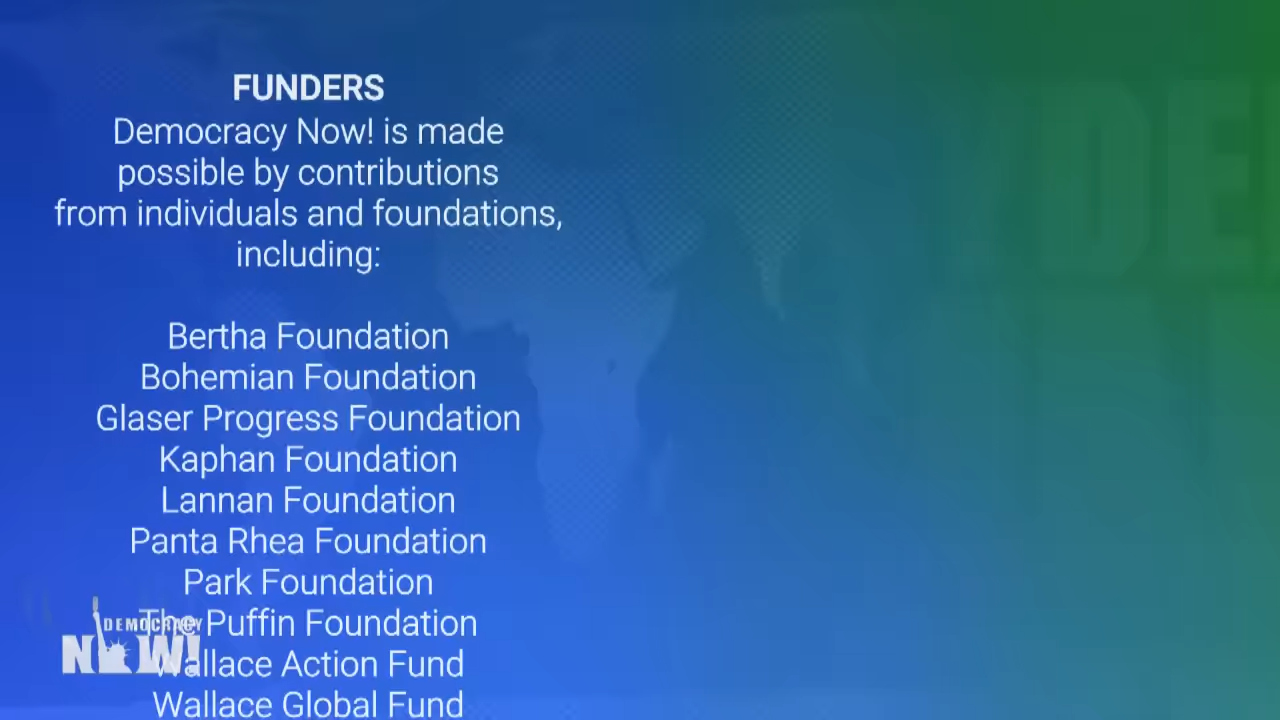 FUNDERS
Democracy Now! is made
possible by contributions
from individuals and foundations,
including:
Bertha Foundation
Bohemian Foundation
Glaser Progress Foundation
Kaphan Foundation
Lannan Foundation
Panta Rhea Foundation
Park Foundation
The Puffin Foundation
Wallace Action Fund
Wallace Global Fund
DEMOCRACY
NOW!
DE